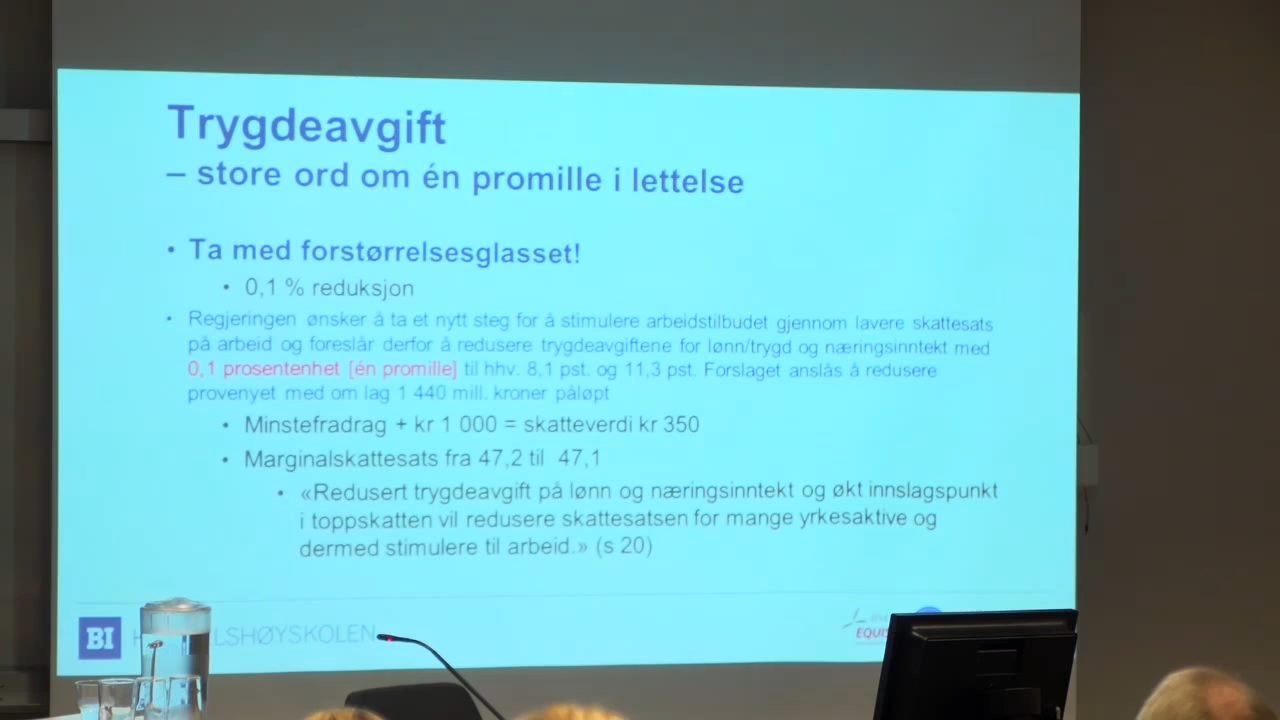 Trygdeavgift
– store ord om én promille i lettelse
• Ta med forstørrelsesglasset!
• 0,1 % reduksjon
• Regjeringen ønsker å ta et nytt steg for å stimulere arbeidstilbudet gjennom lavere skattesats
på arbeid og foreslår derfor å redusere trygdeavgiftene for lønn/trygd og næringsinntekt med
0,1 prosentenhet [én promille] til hhv. 8,1 pst. og 11,3 pst. Forslaget anslås å redusere
provenyet med om lag 1 440 mill. kroner påløpt
• Minstefradrag + kr 1 000 = skatteverdi kr 350
• Marginalskattesats fra 47,2 til 47,1
• «Redusert trygdeavgift på lønn og næringsinntekt og økt innslagspunkt
i toppskatten vil redusere skattesatsen for mange yrkesaktive og
dermed stimulere til arbeid.» (s 20)
BI